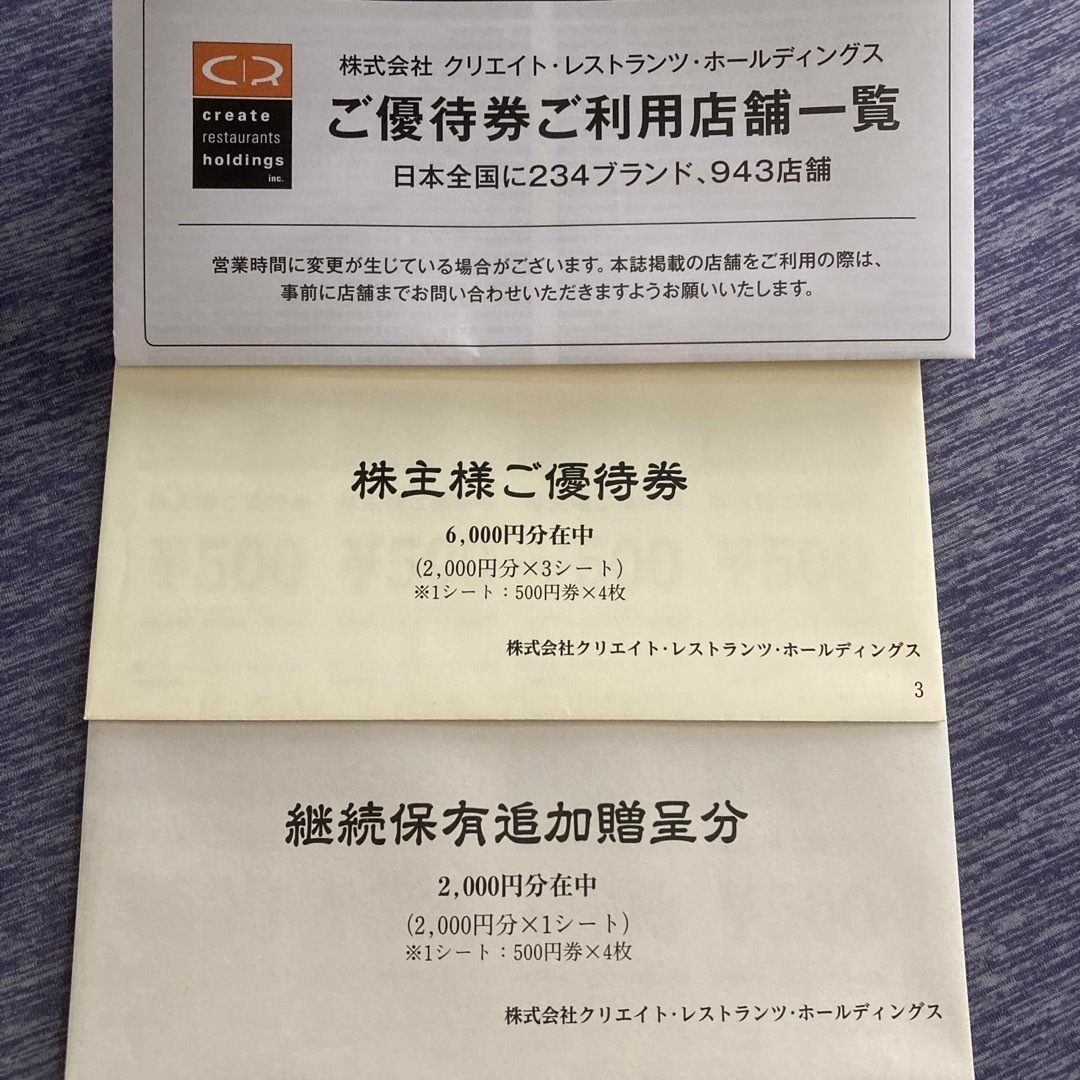 CR
create
restaurants
holdings
inc.
株式会社 クリエイト・レストランツ・ホールディングス
ご優待券ご利用店舗一覧
日本全国に234ブランド、943店舗
営業時間に変更が生じている場合がございます。本誌掲載の店舗をご利用の際は、
事前に店舗までお問い合わせいただきますようお願いいたします。
株主様ご優待券
6,000円分在中
(2,000円分×3シート)
※1シート：500円券×4枚
株式会社クリエイト・レストランツ・ホールディングス
3
継続保有追加贈呈分
2,000円分在中
(2,000円分×1シート)
※1シート：500円券×4枚
株式会社クリエイト・レストランツ・ホールディングス